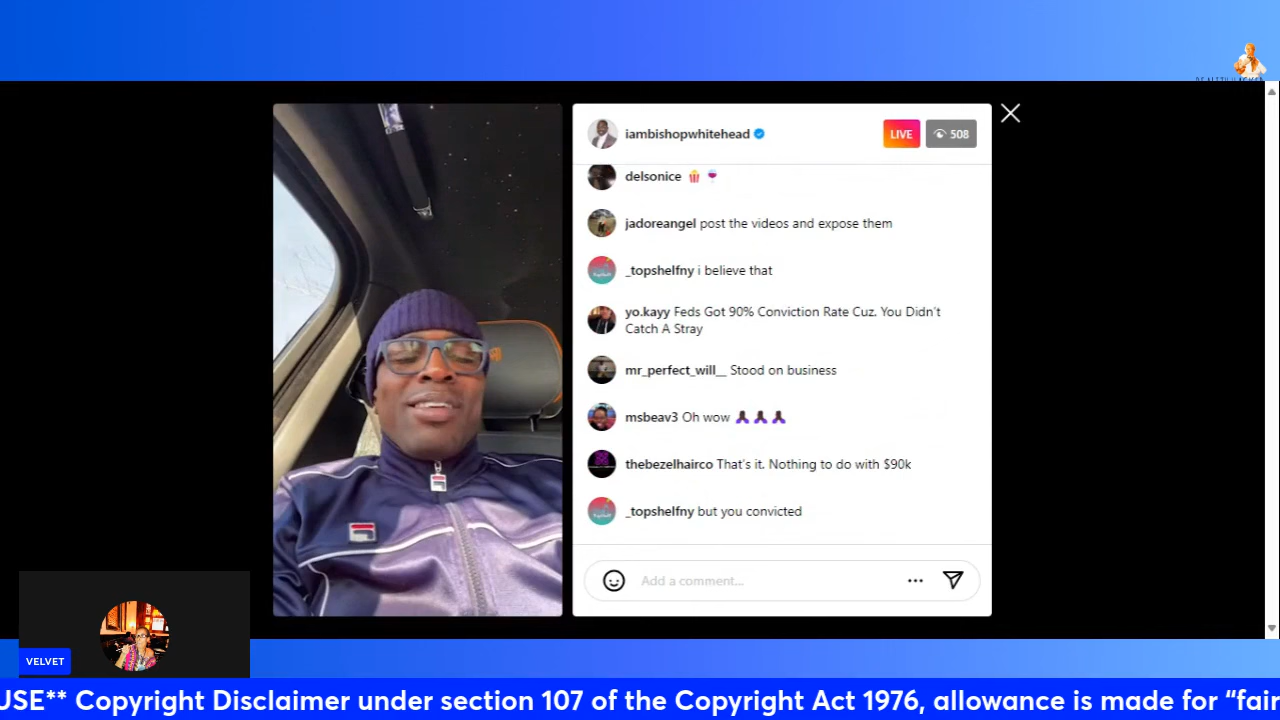 iambishopwhitehead
LIVE
508
delsonice
jadoreangel post the videos and expose them
_topshelfny i believe that
yo.kayy Feds Got 90% Conviction Rate Cuz. You Didn't
Catch A Stray
mr_perfect_will__ Stood on business
msbeav3 Oh wow
thebezelhairco That's it. Nothing to do with $90k
_topshelfny but you convicted
Add a comment...
VELVET
USE** Copyright Disclaimer under section 107 of the Copyright Act 1976, allowance is made for “fair